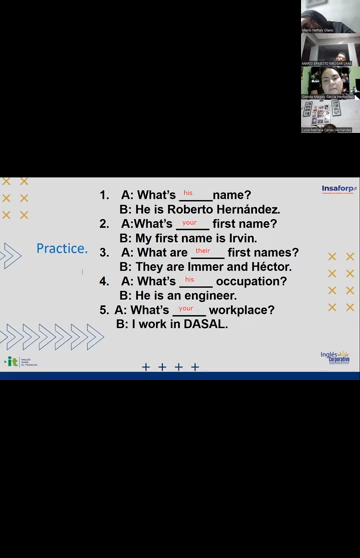 Insaforp
Practice.
1. A: What's his name?
B: He is Roberto Hernández.
2. A:What's your first name?
B: My first name is Irvin.
3. A: What are their first names?
B: They are Immer and Héctor.
4. A: What's his occupation?
B: He is an engineer.
5. A: What's your workplace?
B: I work in DASAL.
it
Inglés
Corporativo